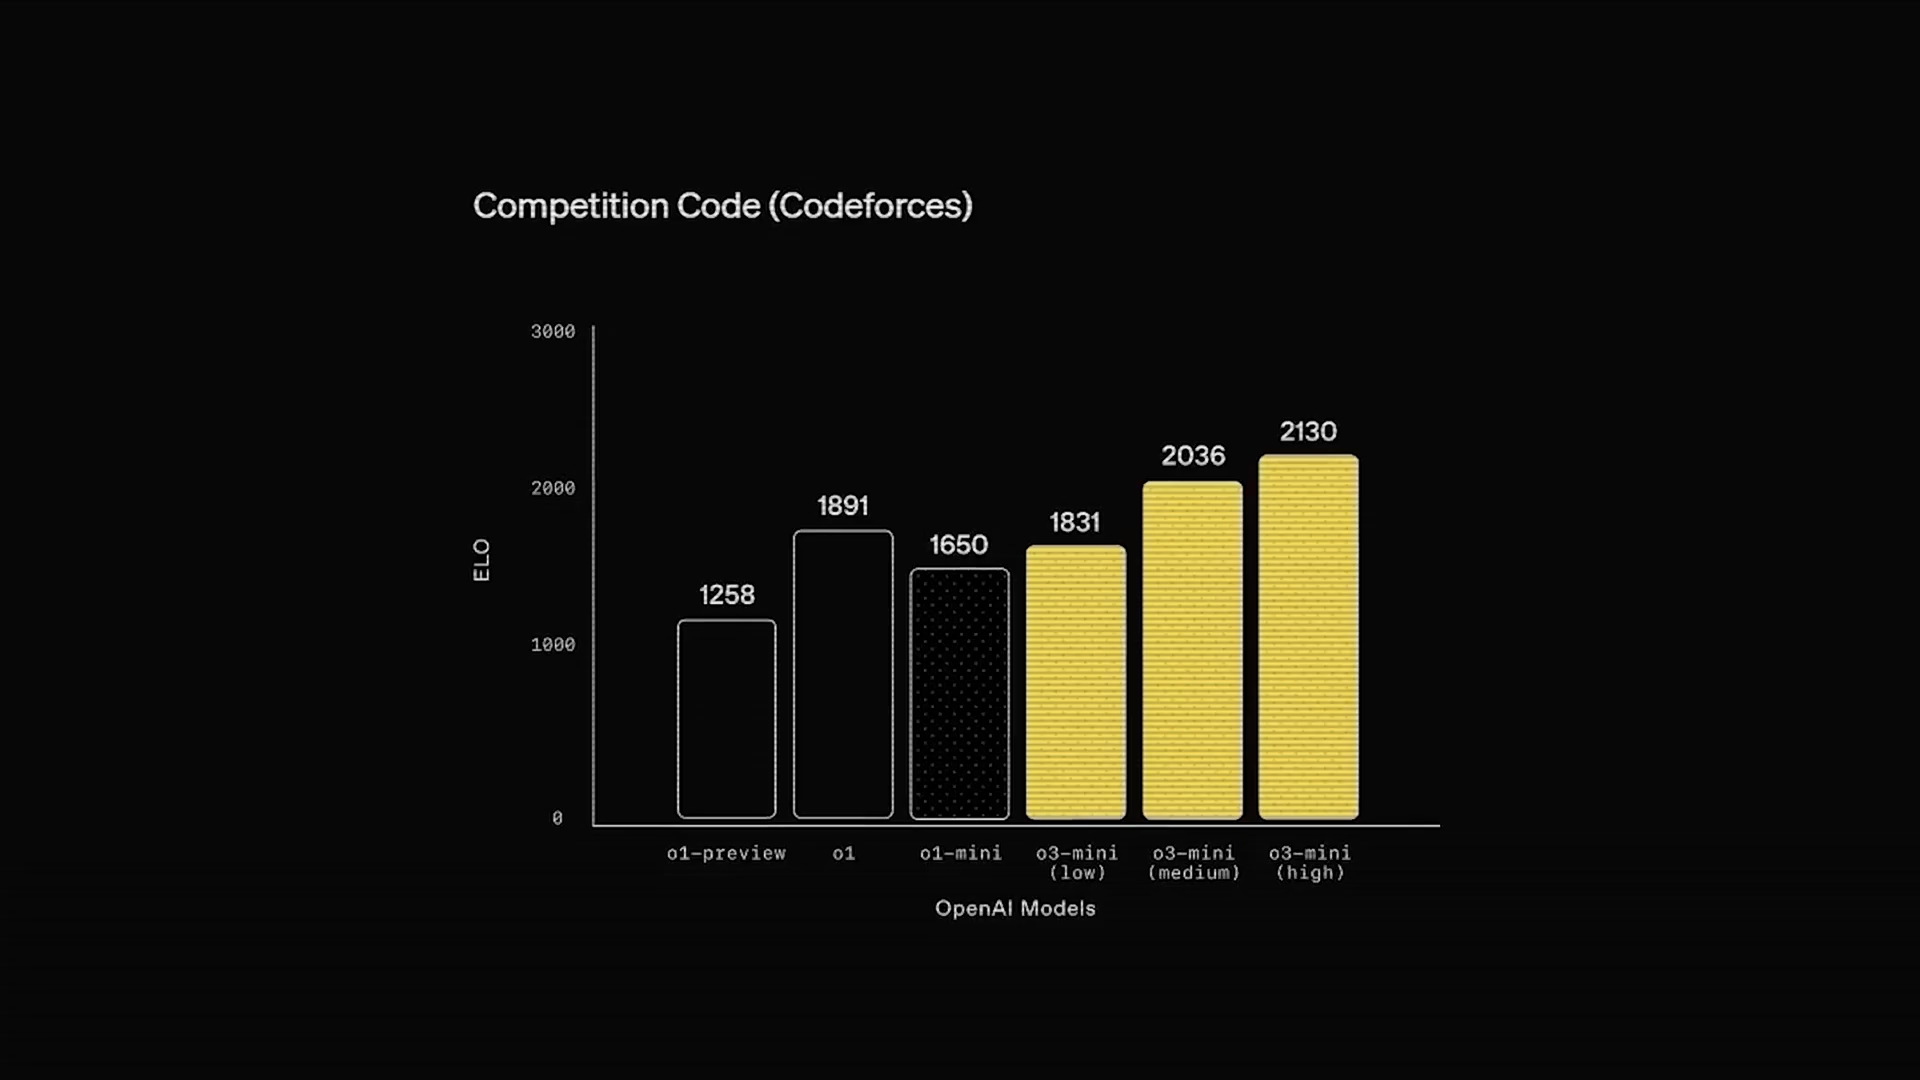 Competition Code (Codeforces)
3000
2000
1000
0
ELO
1258
1891
1650
1831
2036
2130
o1-preview
o1
o1-mini
o3-mini
(low)
o3-mini
(medium)
o3-mini
(high)
OpenAI Models